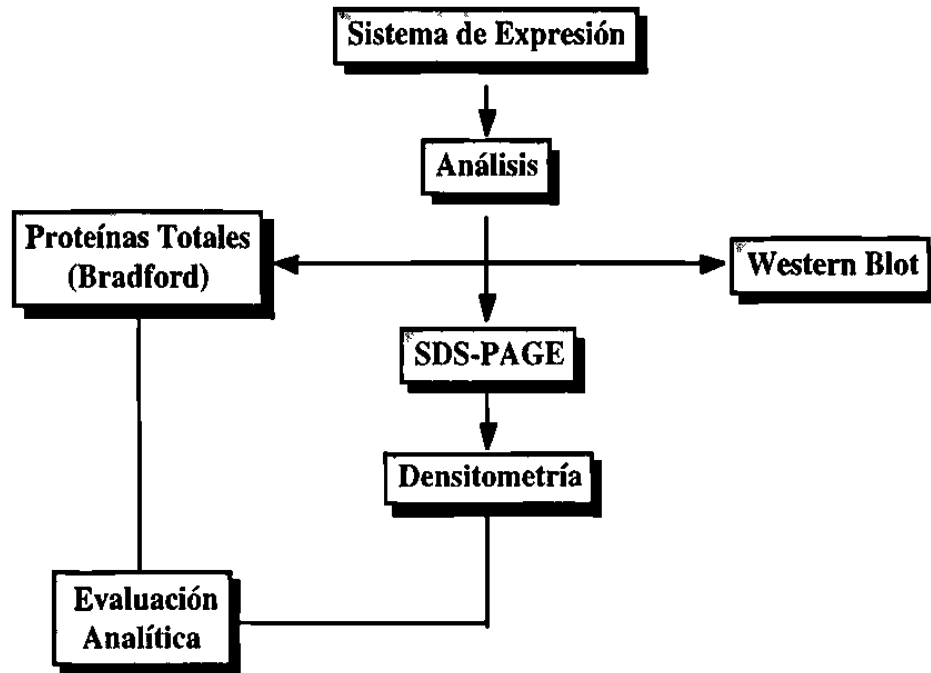 Sistema de Expresión
Análisis
Proteínas Totales
(Bradford)
Western Blot
SDS-PAGE
Densitometría
Evaluación
Analítica